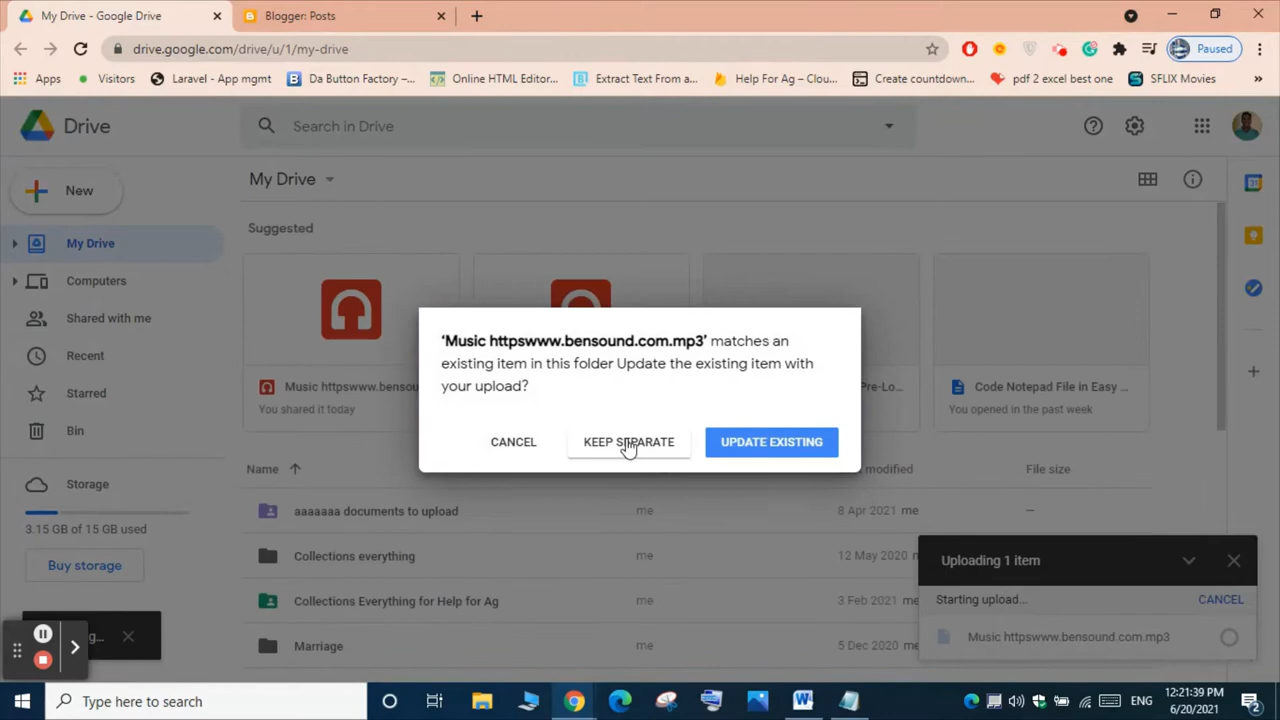 My Drive - Google Drive
Blogger: Posts
drive.google.com/drive/u/1/my-drive
Paused
Apps
Visitors
Laravel - App mgmt
Da Button Factory –...
Online HTML Editor...
Extract Text From a...
Help For Ag – Clou...
Create countdown...
pdf 2 excel best one
SFLIX Movies
Drive
Search in Drive
New
My Drive
My Drive
Computers
Shared with me
Recent
Starred
Bin
Storage
3.15 GB of 15 GB used
Buy storage
Suggested
Music httpswww.bensou
You shared it today
Pre-Lo...
Code Notepad File in Easy ...
You opened in the past week
'Music httpswww.bensound.com.mp3' matches an
existing item in this folder Update the existing item with
your upload?
CANCEL
KEEP SEPARATE
UPDATE EXISTING
Name
modified
File size
aaaaaaa documents to upload
me
8 Apr 2021 me
–
Collections everything
me
12 May 2020 me
Collections Everything for Help for Ag
me
3 Feb 2021 me
Marriage
me
5 Dec 2020 me
Uploading 1 item
Starting upload...
CANCEL
Music httpswww.bensound.com.mp3
g...
Type here to search
ENG
12:21:39 PM
6/20/2021
2